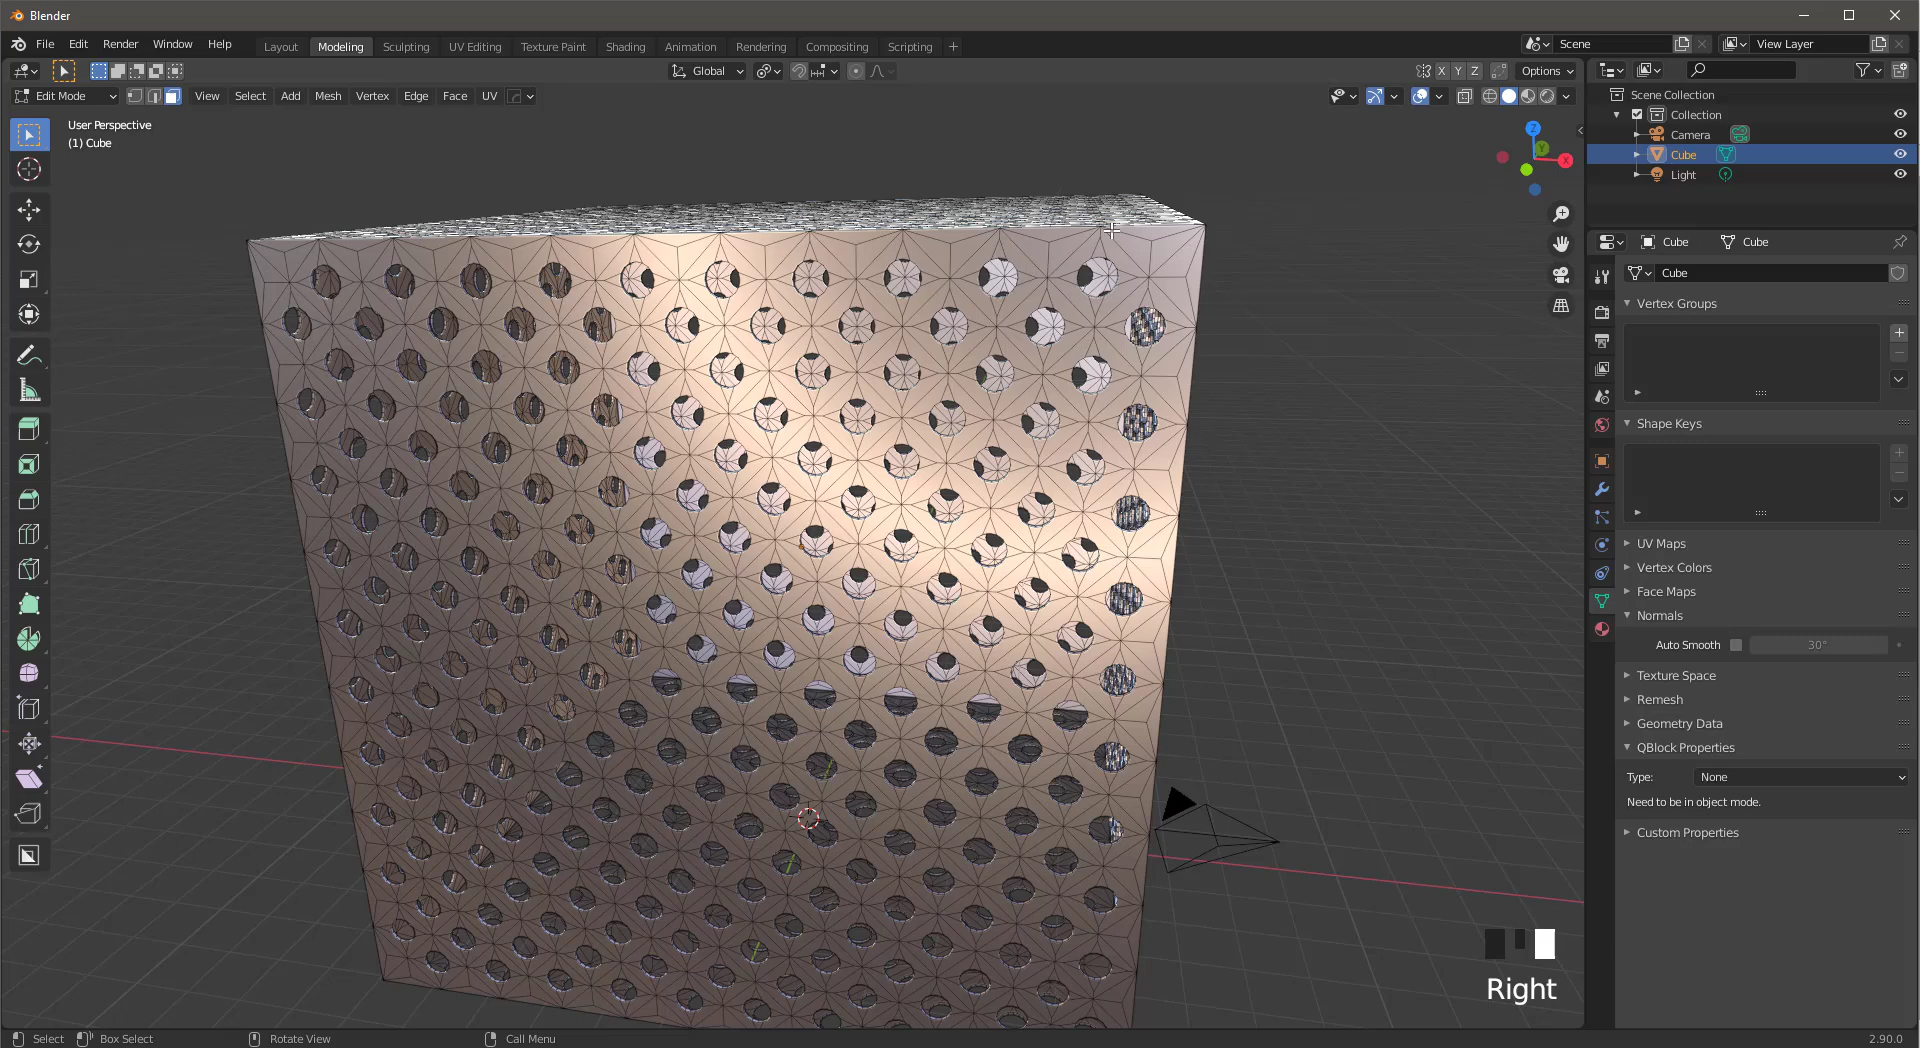 Blender
File Edit Render Window Help Layout Modeling Sculpting UV Editing Texture Paint Shading Animation Rendering Compositing Scripting + Scene View Layer
Global X Y Z Options
Edit Mode View Select Add Mesh Vertex Edge Face UV
User Perspective
(1) Cube
Z
Y
X
Scene Collection
Collection
Camera
Cube
Light
Cube Cube
Cube
Vertex Groups
Shape Keys
UV Maps
Vertex Colors
Face Maps
Normals
Auto Smooth 30°
Texture Space
Remesh
Geometry Data
QBlock Properties
Type: None
Need to be in object mode.
Custom Properties
Right
Select Box Select Rotate View Call Menu 2.90.0